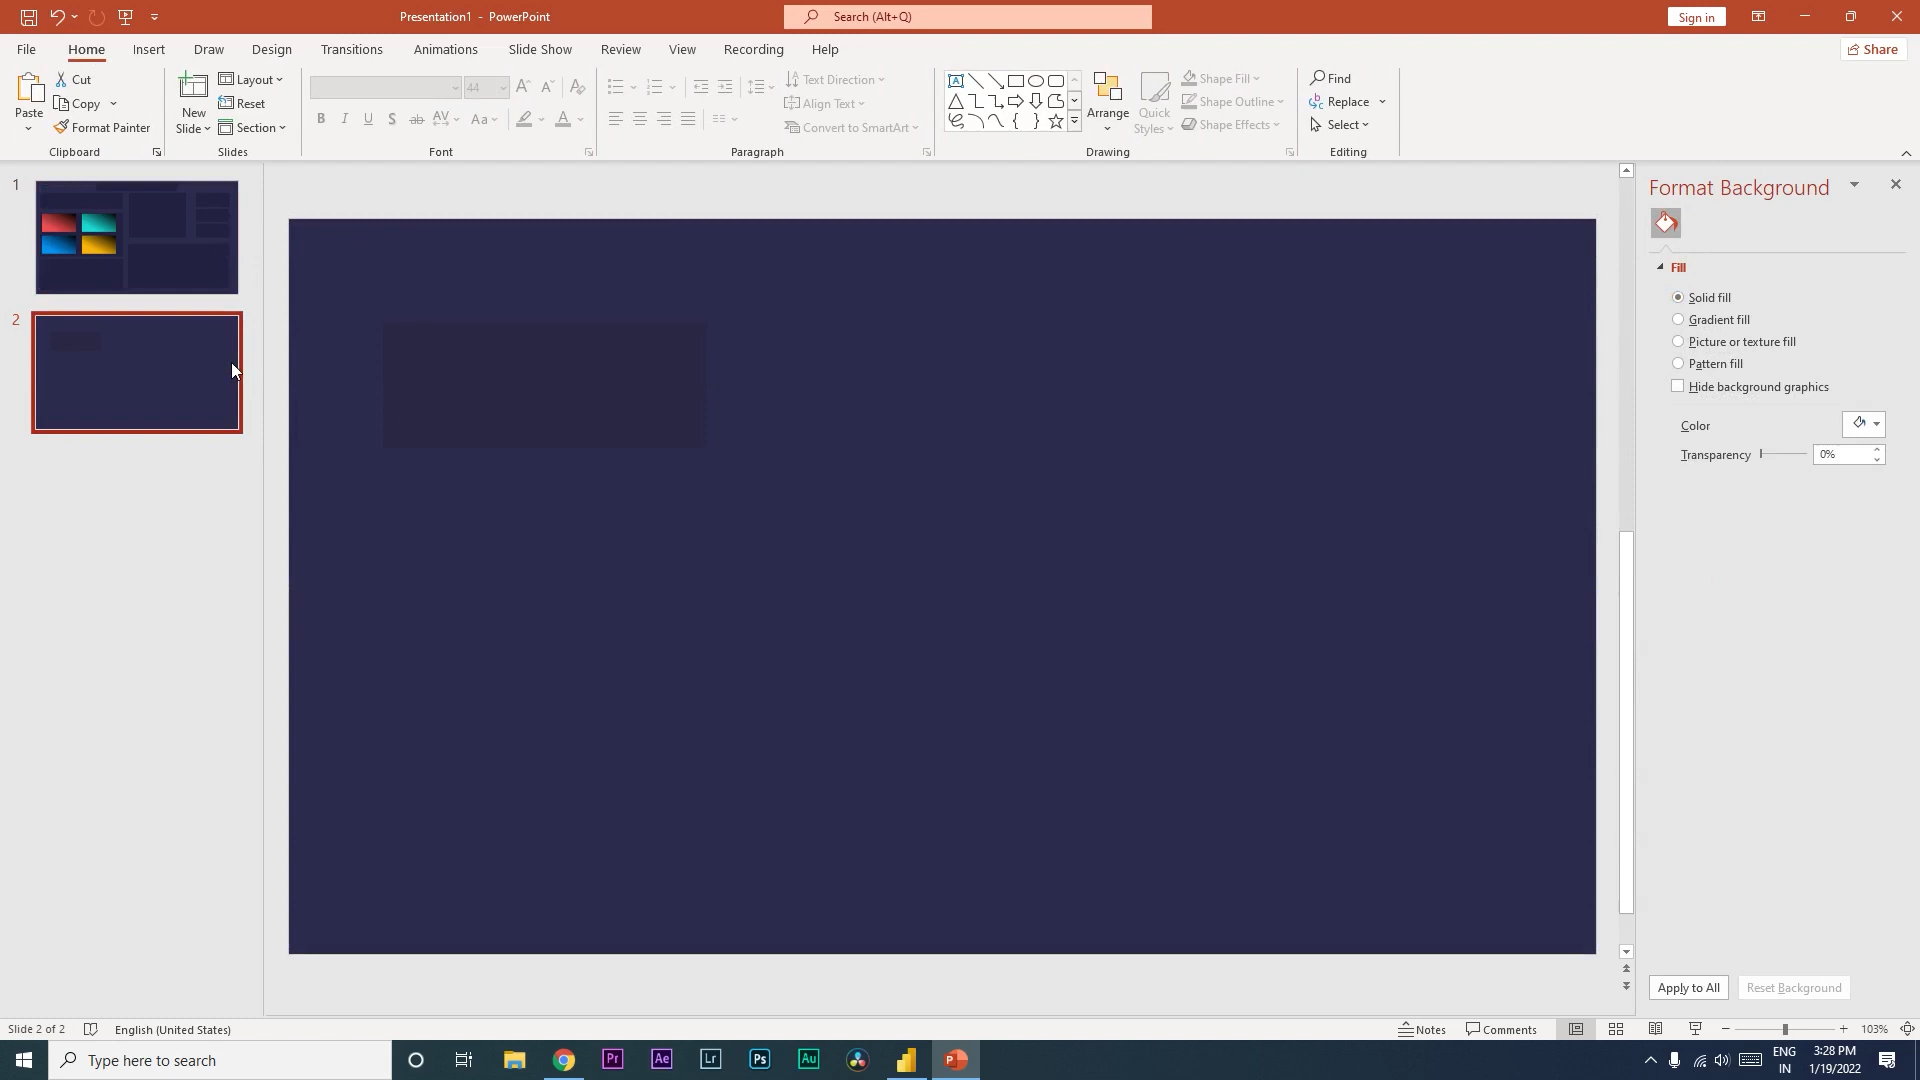 Presentation1 - PowerPoint
Search (Alt+Q)
Sign in
File Home Insert Draw Design Transitions Animations Slide Show Review View Recording Help
Share
Paste
Cut
Copy
Format Painter
Clipboard
New Slide
Layout
Reset
Section
Slides
44
B I U S ab AV Aa A
Font
Text Direction
Align Text
Convert to SmartArt
Paragraph
Arrange
Quick Styles
Shape Fill
Shape Outline
Shape Effects
Drawing
Find
Replace
Select
Editing
1
2
Format Background
Fill
Solid fill
Gradient fill
Picture or texture fill
Pattern fill
Hide background graphics
Color
Transparency 0%
Apply to All Reset Background
Slide 2 of 2 English (United States) Notes Comments 103%
Type here to search
Pr Ae Lr Ps Au P
ENG
IN
3:28 PM
1/19/2022